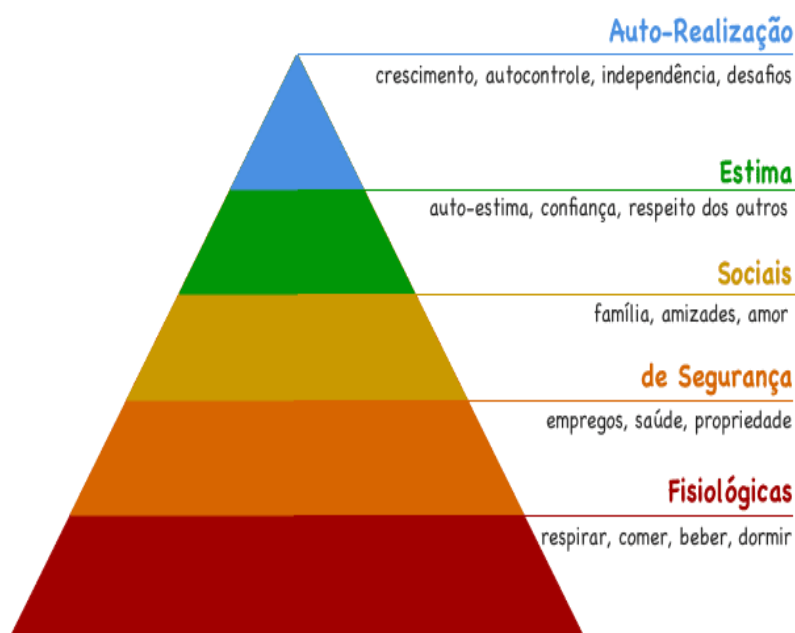 Auto-Realização
crescimento, autocontrole, independência, desafios
Estima
auto-estima, confiança, respeito dos outros
Sociais
família, amizades, amor
de Segurança
empregos, saúde, propriedade
Fisiológicas
respirar, comer, beber, dormir